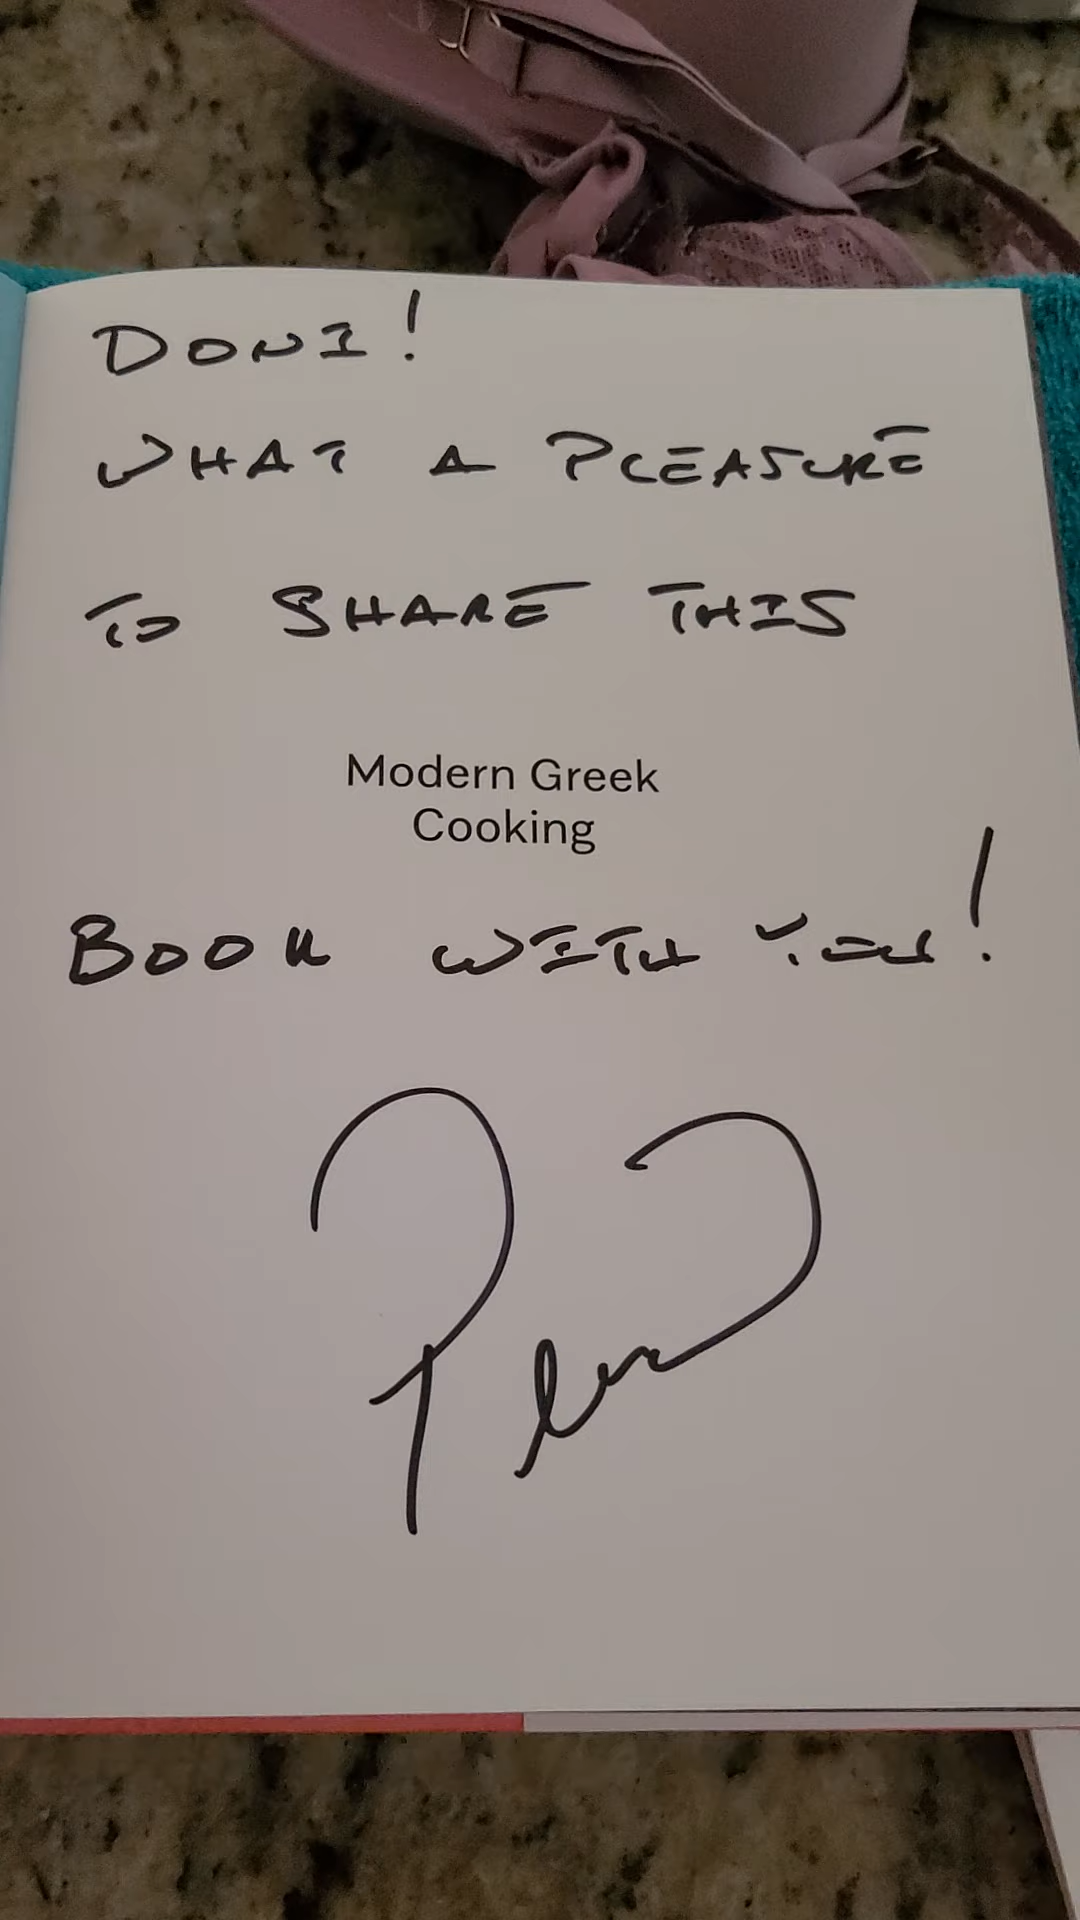 DONI!
WHAT A PLEASURE
TO SHARE THIS
Modern Greek
Cooking
BOOK WITH YOU!